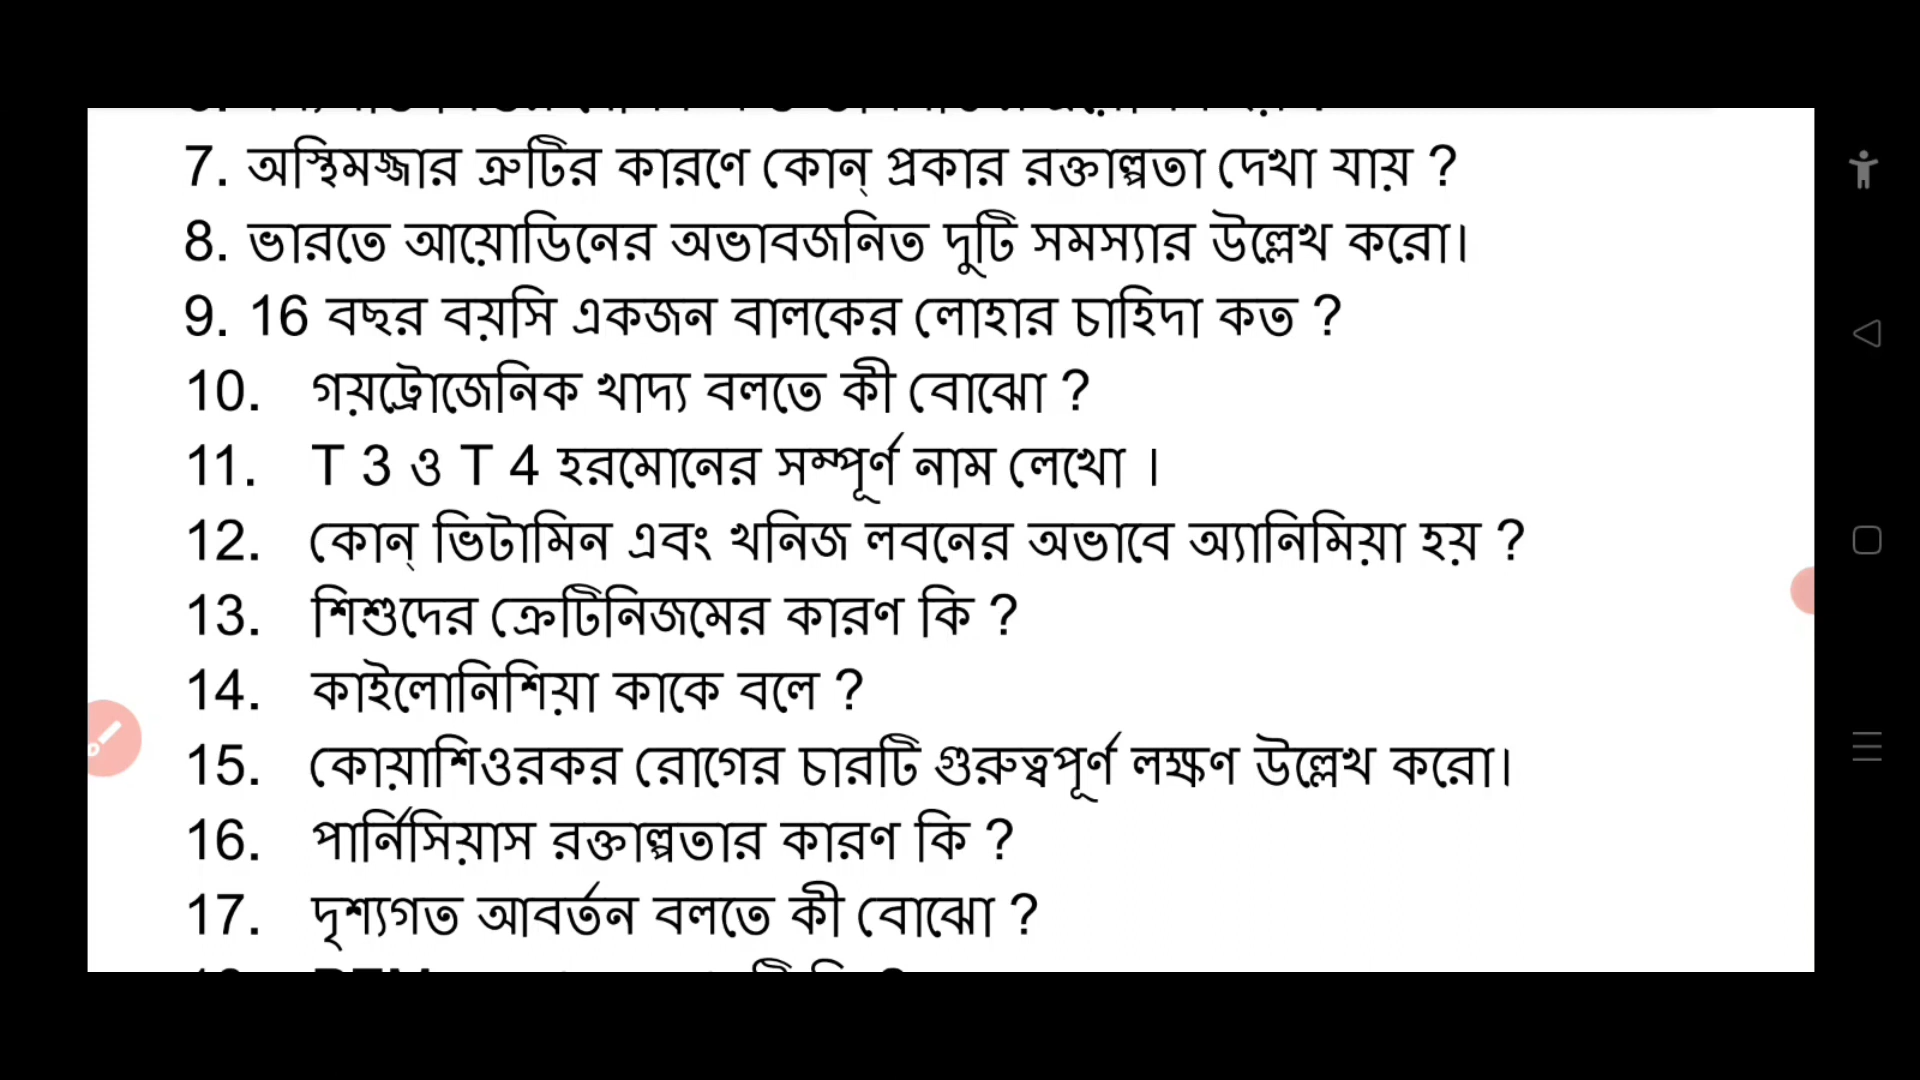 7. অস্থিমজ্জার ত্রুটির কারণে কোন্ প্রকার রক্তাল্পতা দেখা যায় ?
8. ভারতে আয়োডিনের অভাবজনিত দুটি সমস্যার উল্লেখ করো।
9. 16 বছর বয়সি একজন বালকের লোহার চাহিদা কত ?
10. গয়ট্রোজেনিক খাদ্য বলতে কী বোঝো ?
11. T 3 ও T 4 হরমোনের সম্পূর্ণ নাম লেখো ।
12. কোন্ ভিটামিন এবং খনিজ লবনের অভাবে অ্যানিমিয়া হয় ?
13. শিশুদের ক্রেটিনিজমের কারণ কি ?
14. কাইলোনিশিয়া কাকে বলে ?
15. কোয়াশিওরকর রোগের চারটি গুরুত্বপূর্ণ লক্ষণ উল্লেখ করো।
16. পার্নিসিয়াস রক্তাল্পতার কারণ কি ?
17. দৃশ্যগত আবর্তন বলতে কী বোঝো ?